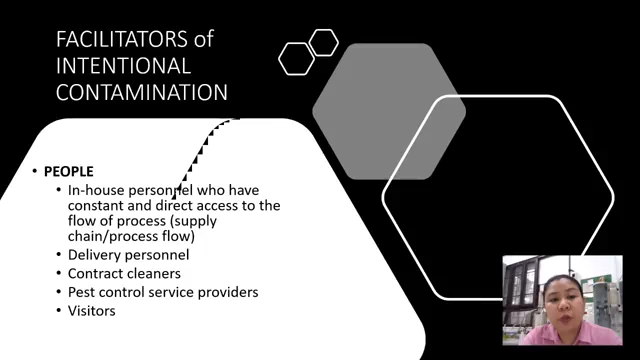 FACILITATORS of
INTENTIONAL
CONTAMINATION
• PEOPLE
• In-house personnel who have
constant and direct access to the
flow of process (supply
chain/process flow)
• Delivery personnel
• Contract cleaners
• Pest control service providers
• Visitors